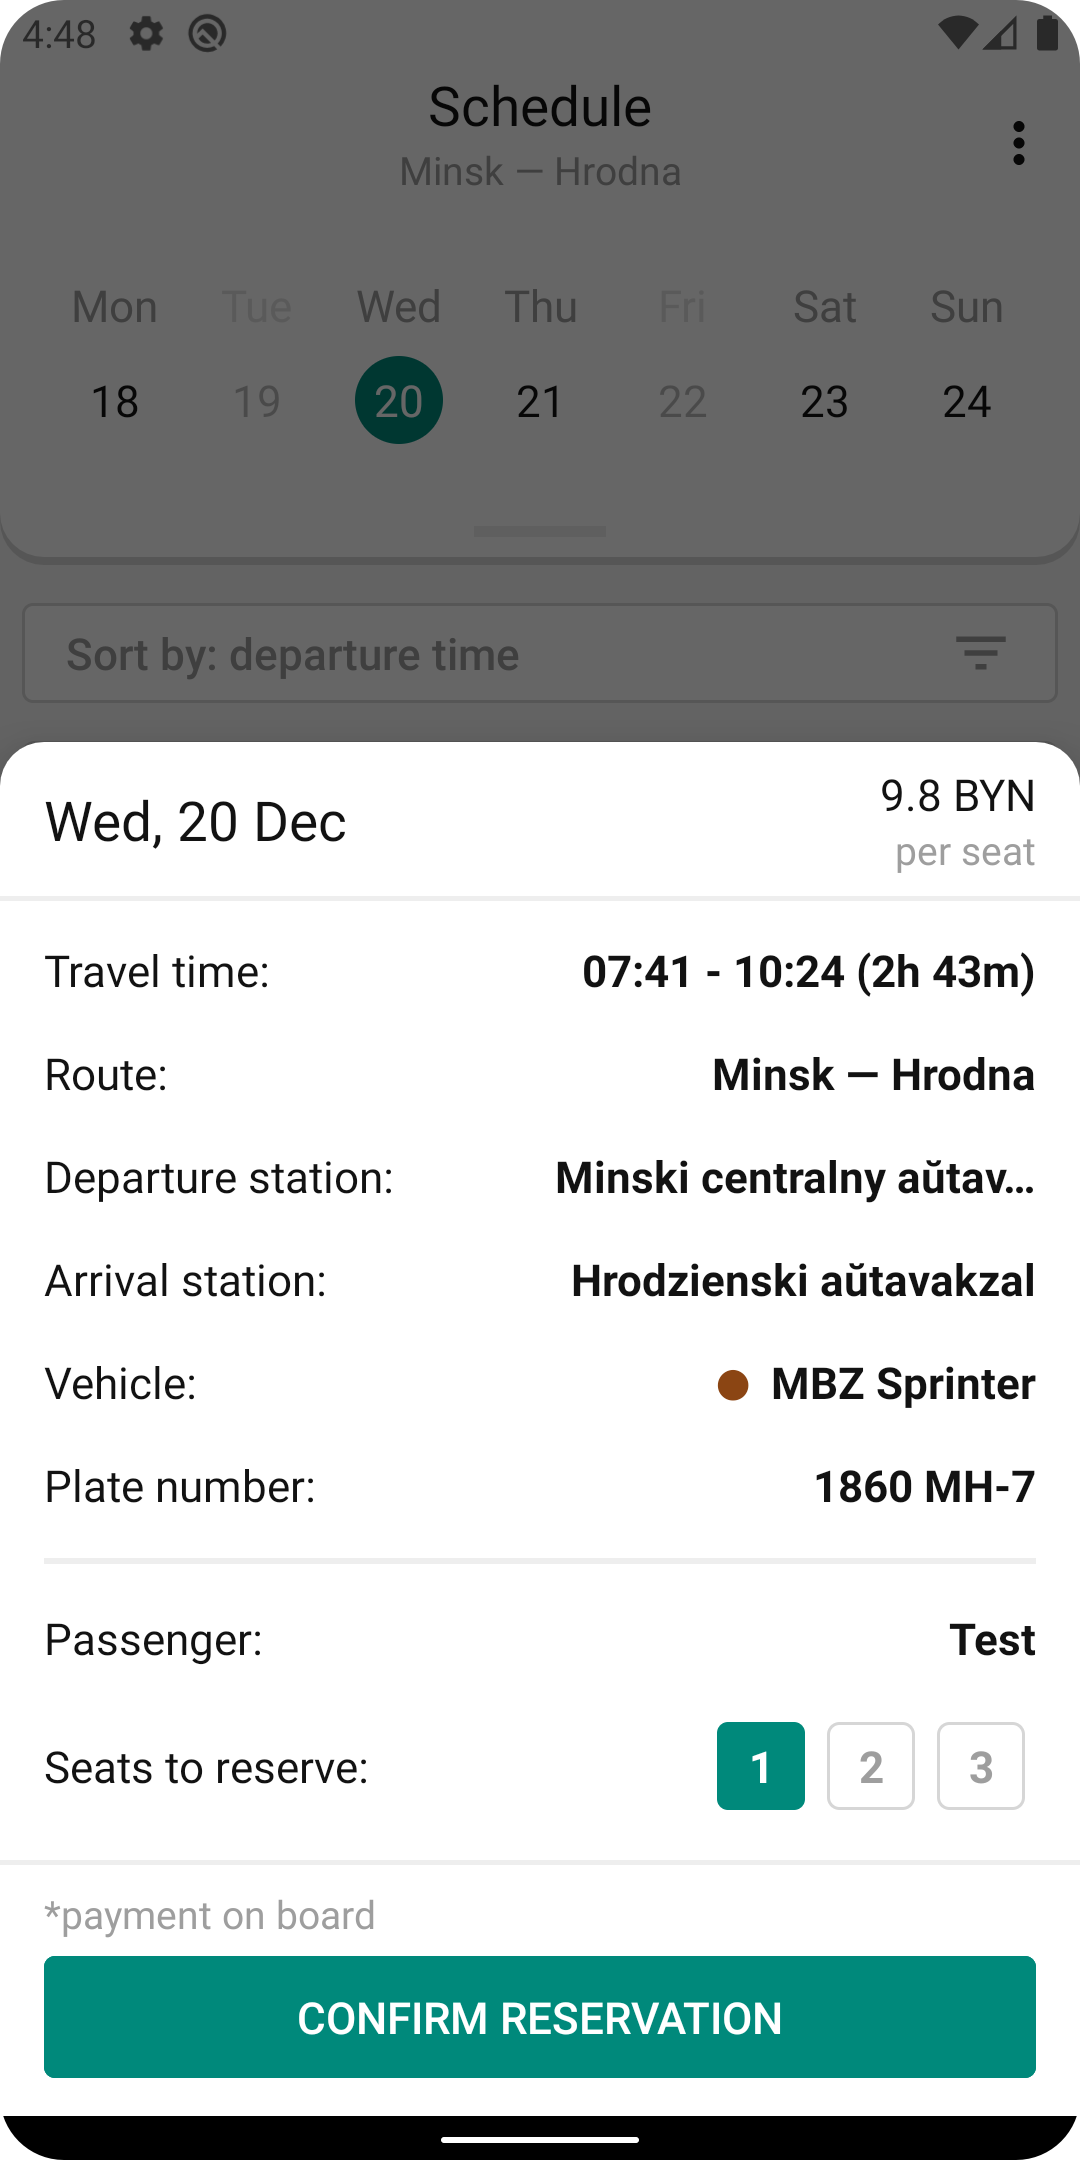 4:48
Schedule
Minsk — Hrodna
Mon Tue Wed Thu Fri Sat Sun
18 19 20 21 22 23 24
Sort by: departure time
Wed, 20 Dec
9.8 BYN
per seat
Travel time: 07:41 - 10:24 (2h 43m)
Route: Minsk — Hrodna
Departure station: Minski centralny aŭtav...
Arrival station: Hrodzienski aŭtavakzal
Vehicle: MBZ Sprinter
Plate number: 1860 MH-7
Passenger: Test
Seats to reserve: 1 2 3
*payment on board
CONFIRM RESERVATION